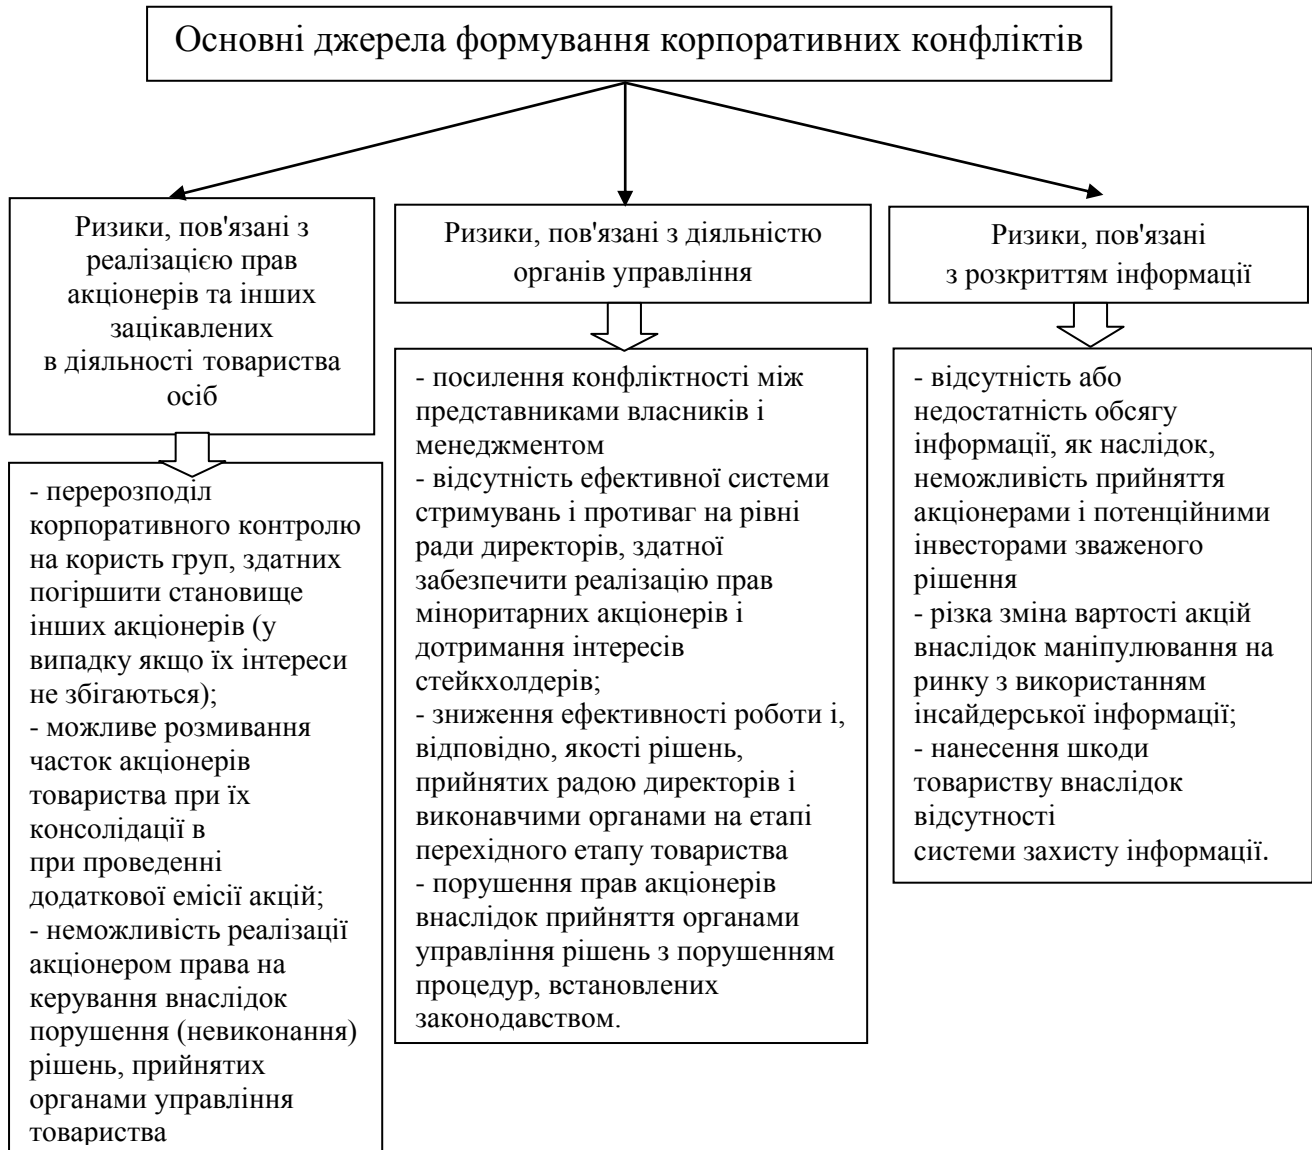 Основні джерела формування корпоративних конфліктів
Ризики, пов'язані з
реалізацією прав
акціонерів та інших
зацікавлених
в діяльності товариства
осіб
- перерозподіл
корпоративного контролю
на користь груп, здатних
погіршити становище
інших акціонерів (у
випадку якщо їх інтереси
не збігаються);
- можливе розмивання
часток акціонерів
товариства при їх
консолідації в
при проведенні
додаткової емісії акцій;
- неможливість реалізації
акціонером права на
керування внаслідок
порушення (невиконання)
рішень, прийнятих
органами управління
товариства
Ризики, пов'язані з діяльністю
органів управління
- посилення конфліктності між
представниками власників і
менеджментом
- відсутність ефективної системи
стримувань і противаг на рівні
ради директорів, здатної
забезпечити реалізацію прав
міноритарних акціонерів і
дотримання інтересів
стейкхолдерів;
- зниження ефективності роботи і,
відповідно, якості рішень,
прийнятих радою директорів і
виконавчими органами на етапі
перехідного етапу товариства
- порушення прав акціонерів
внаслідок прийняття органами
управління рішень з порушенням
процедур, встановлених
законодавством.
Ризики, пов'язані
з розкриттям інформації
- відсутність або
недостатність обсягу
інформації, як наслідок,
неможливість прийняття
акціонерами і потенційними
інвесторами зваженого
рішення
- різка зміна вартості акцій
внаслідок маніпулювання на
ринку з використанням
інсайдерської інформації;
- нанесення шкоди
товариству внаслідок
відсутності
системи захисту інформації.